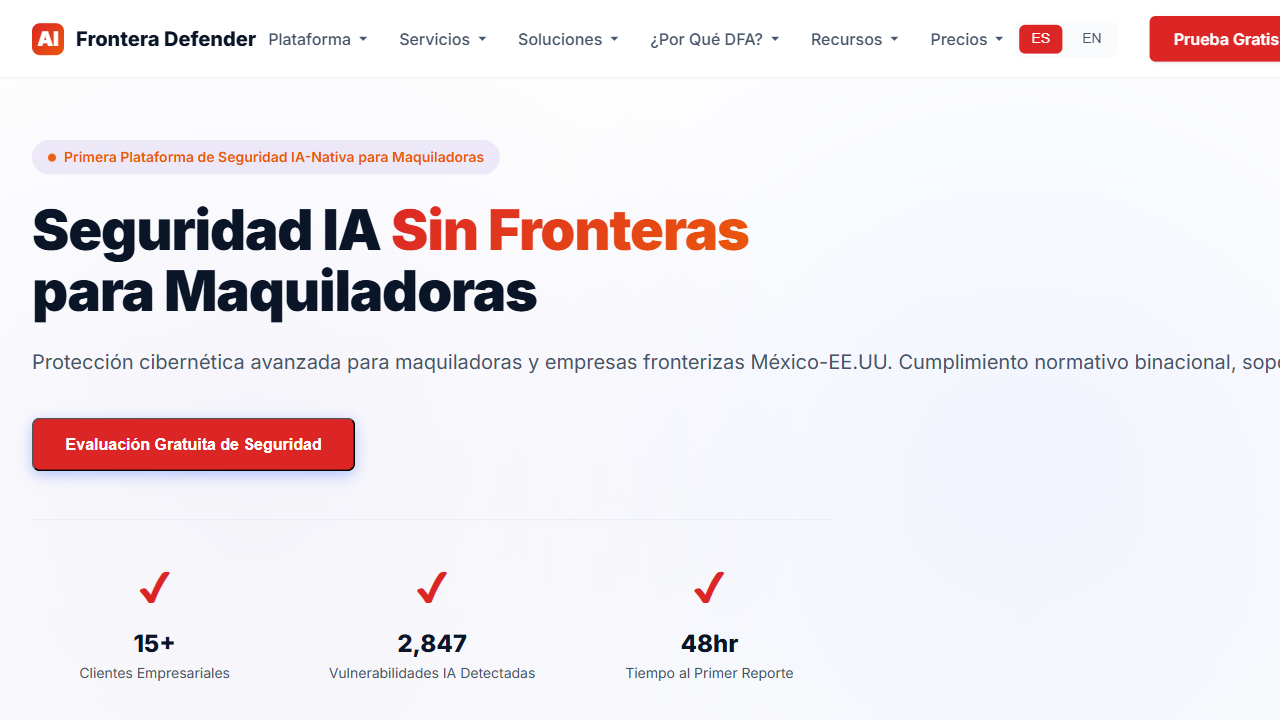 AI Frontera Defender Plataforma Servicios Soluciones ¿Por Qué DFA? Recursos Precios ES EN Prueba Gratis
Primera Plataforma de Seguridad IA-Nativa para Maquiladoras
Seguridad IA Sin Fronteras
para Maquiladoras
Protección cibernética avanzada para maquiladoras y empresas fronterizas México-EE.UU. Cumplimiento normativo binacional,
Evaluación Gratuita de Seguridad
15+ 2,847 48hr
Clientes Empresariales Vulnerabilidades IA Detectadas Tiempo al Primer Reporte